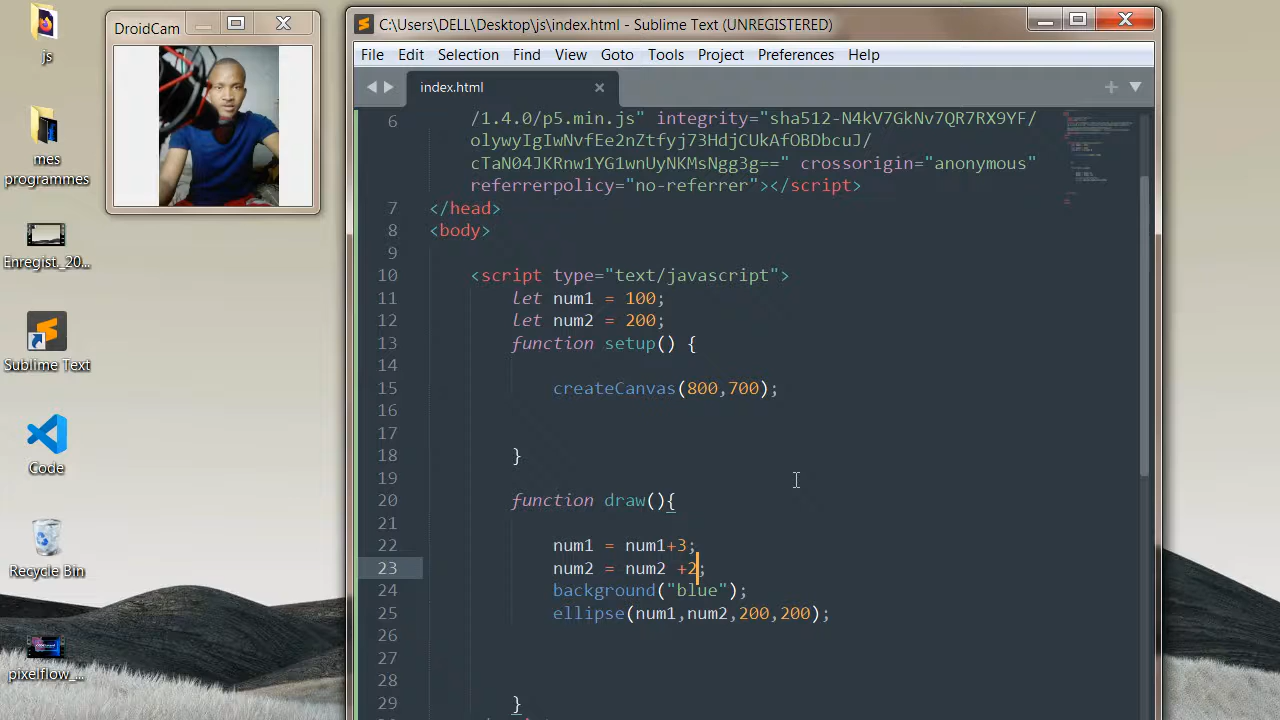 js
mes
programmes
Enregist._20...
Sublime Text
Code
Recycle Bin
pixelflow_...
DroidCam
C:\Users\DELL\Desktop\js\index.html - Sublime Text (UNREGISTERED)
File Edit Selection Find View Goto Tools Project Preferences Help
index.html
6 /1.4.0/p5.min.js" integrity="sha512-N4kV7GkNv7QR7RX9YF/
olywyIgIwNvfEe2nZtfyj73HdjCUkAfOBDbcuJ/
cTaN04JKRnw1YG1wnUyNKMsNgg3g==" crossorigin="anonymous"
referrerpolicy="no-referrer"></script>
7 </head>
8 <body>
9
10 <script type="text/javascript">
11 let num1 = 100;
12 let num2 = 200;
13 function setup() {
14
15 createCanvas(800,700);
16
17
18 }
19
20 function draw(){
21
22 num1 = num1+3;
23 num2 = num2 +2;
24 background("blue");
25 ellipse(num1,num2,200,200);
26
27
28
29 }